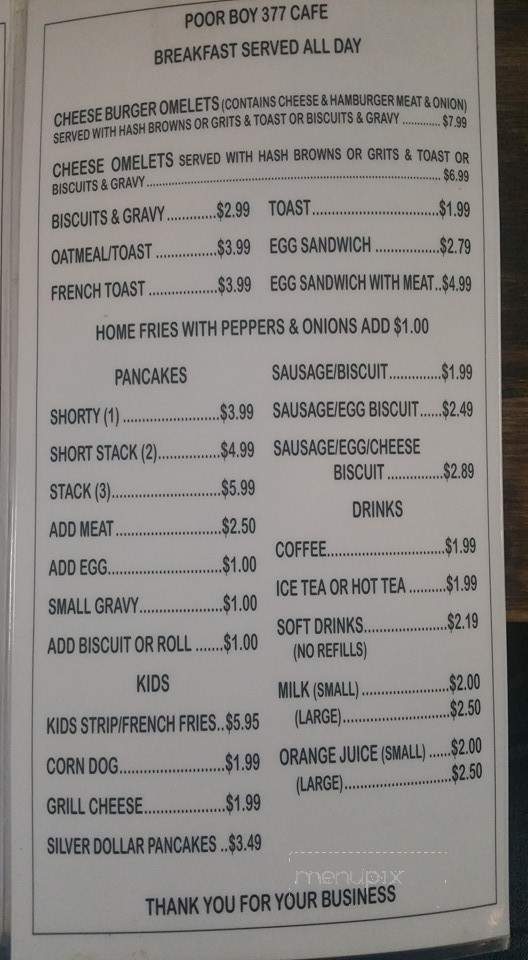 POOR BOY 377 CAFE
BREAKFAST SERVED ALL DAY
CHEESE BURGER OMELETS (CONTAINS CHEESE & HAMBURGER MEAT & ONION)
SERVED WITH HASH BROWNS OR GRITS & TOAST OR BISCUITS & GRAVY ............ $7.99
CHEESE OMELETS SERVED WITH HASH BROWNS OR GRITS & TOAST OR
BISCUITS & GRAVY................................................................ $6.99
BISCUITS & GRAVY............$2.99
OATMEAL/TOAST ...............$3.99
FRENCH TOAST .................$3.99
TOAST...............................$1.99
EGG SANDWICH ................$2.79
EGG SANDWICH WITH MEAT..$4.99
HOME FRIES WITH PEPPERS & ONIONS ADD $1.00
PANCAKES
SHORTY (1) ........................$3.99
SHORT STACK (2)...............$4.99
STACK (3)...........................$5.99
ADD MEAT..........................$2.50
ADD EGG............................$1.00
SMALL GRAVY....................$1.00
ADD BISCUIT OR ROLL .......$1.00
KIDS
KIDS STRIP/FRENCH FRIES..$5.95
CORN DOG..........................$1.99
GRILL CHEESE....................$1.99
SILVER DOLLAR PANCAKES ..$3.49
SAUSAGE/BISCUIT.............$1.99
SAUSAGE/EGG BISCUIT......$2.49
SAUSAGE/EGG/CHEESE
BISCUIT ..............$2.89
DRINKS
COFFEE.............................$1.99
ICE TEA OR HOT TEA .........$1.99
SOFT DRINKS.....................$2.19
(NO REFILLS)
MILK (SMALL) ......................$2.00
(LARGE)...........................$2.50
ORANGE JUICE (SMALL) ......$2.00
(LARGE)...........................$2.50
menupix
THANK YOU FOR YOUR BUSINESS